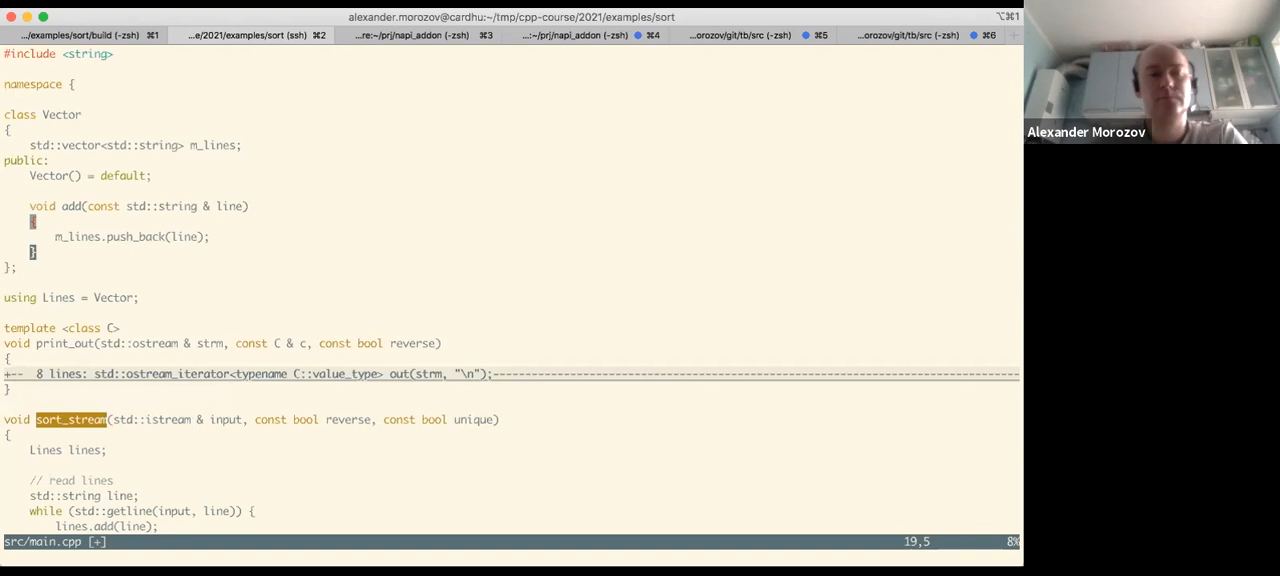 alexander.morozov@cardhu:~/tmp/cpp-course/2021/examples/sort
⌥⌘1
.../examples/sort/build (-zsh) ⌘1
...e/2021/examples/sort (ssh) ⌘2
...re:~/prj/napi_addon ⌘3
...:~/prj/napi_addon (-zsh) ⌘4
...orozov/git/tb/src (-zsh) ⌘5
...orozov/git/tb/src (-zsh) ⌘6
#include <string>
namespace {
class Vector
{
std::vector<std::string> m_lines;
public:
Vector() = default;
void add(const std::string & line)
{
m_lines.push_back(line);
}
};
using Lines = Vector;
template <class C>
void print_out(std::ostream & strm, const C & c, const bool reverse)
{
+-- 8 lines: std::ostream_iterator<typename C::value_type> out(strm, "\n");--------------------------------------------------------------------------------
}
void sort_stream(std::istream & input, const bool reverse, const bool unique)
{
Lines lines;
// read lines
std::string line;
while (std::getline(input, line)) {
lines.add(line);
src/main.cpp [+]
19,5
8%
Alexander Morozov